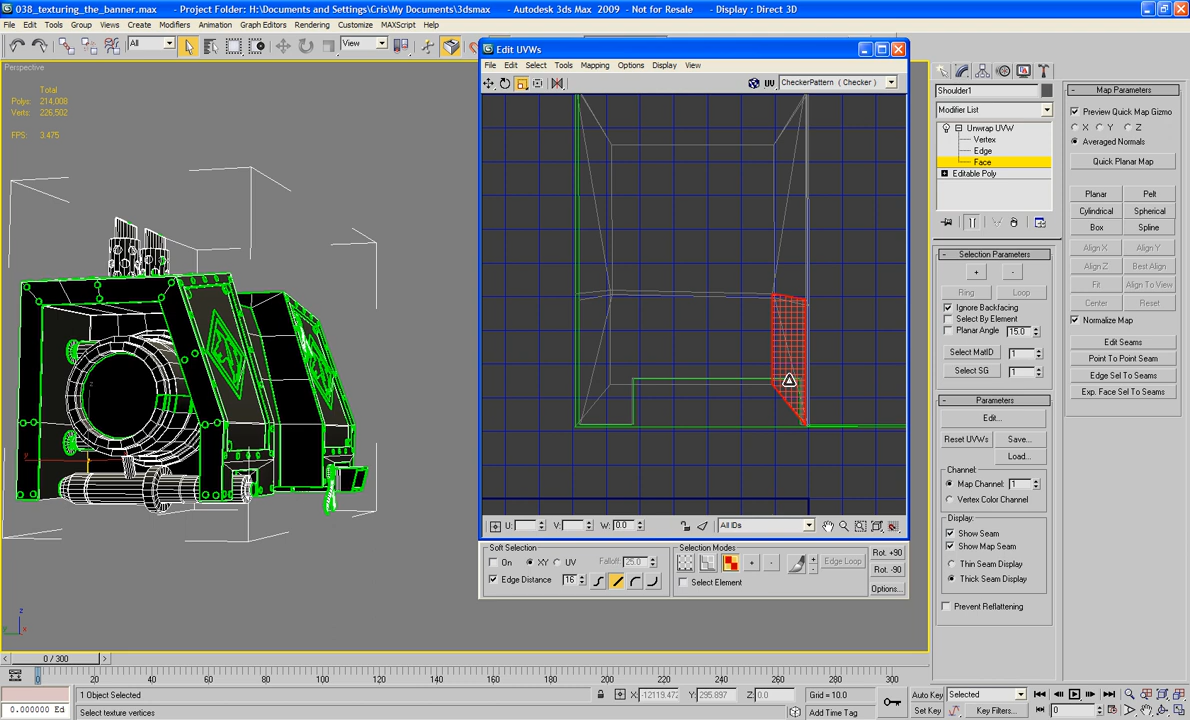 038_texturing_the_banner.max - Project Folder: H:\Documents and Settings\Cris\My Documents\3dsmax - Autodesk 3ds Max 2009 - Not for Resale - Display : Direct 3D
File Edit Tools Group Views Create Modifiers Animation Graph Editors Rendering Customize MAXScript Help
All View
Perspective
Total
Polys: 214,008
Verts: 226,502
FPS: 3.475
Edit UVWs
File Edit Select Tools Mapping Options Display View
UV CheckerPattern ( Checker )
U: V: W: 0.0 All IDs
Soft Selection
On XY UV Falloff: 25.0
Edge Distance 16
Selection Modes
+ - + - Edge Loop
Select Element
Rot. +90
Rot. -90
Options...
Shoulder1
Modifier List
Unwrap UVW
Vertex
Edge
Face
Editable Poly
- Selection Parameters
+ -
Ring Loop
Ignore Backfacing
Select By Element
Planar Angle 15.0
Select MatID 1
Select SG 1
- Parameters
Edit...
Reset UVWs Save...
Load...
Channel:
Map Channel: 1
Vertex Color Channel
Display:
Show Seam
Show Map Seam
Thin Seam Display
Thick Seam Display
Prevent Reflattening
- Map Parameters
Preview Quick Map Gizmo
X Y Z
Averaged Normals
Quick Planar Map
Planar Pelt
Cylindrical Spherical
Box Spline
Align X Align Y
Align Z Best Align
Fit Align To View
Center Reset
Normalize Map
Edit Seams
Point To Point Seam
Edge Sel To Seams
Exp. Face Sel To Seams
z
y
x
0 / 300
0 20 40 60 80 100 120 140 160 180 200 220 240 260 280 300
1 Object Selected X: -12119.472 Y: 295.897 Z: 0.0 Grid = 10.0 Auto Key Selected
0.000000 Ed Select texture vertices Add Time Tag Set Key Key Filters... 0